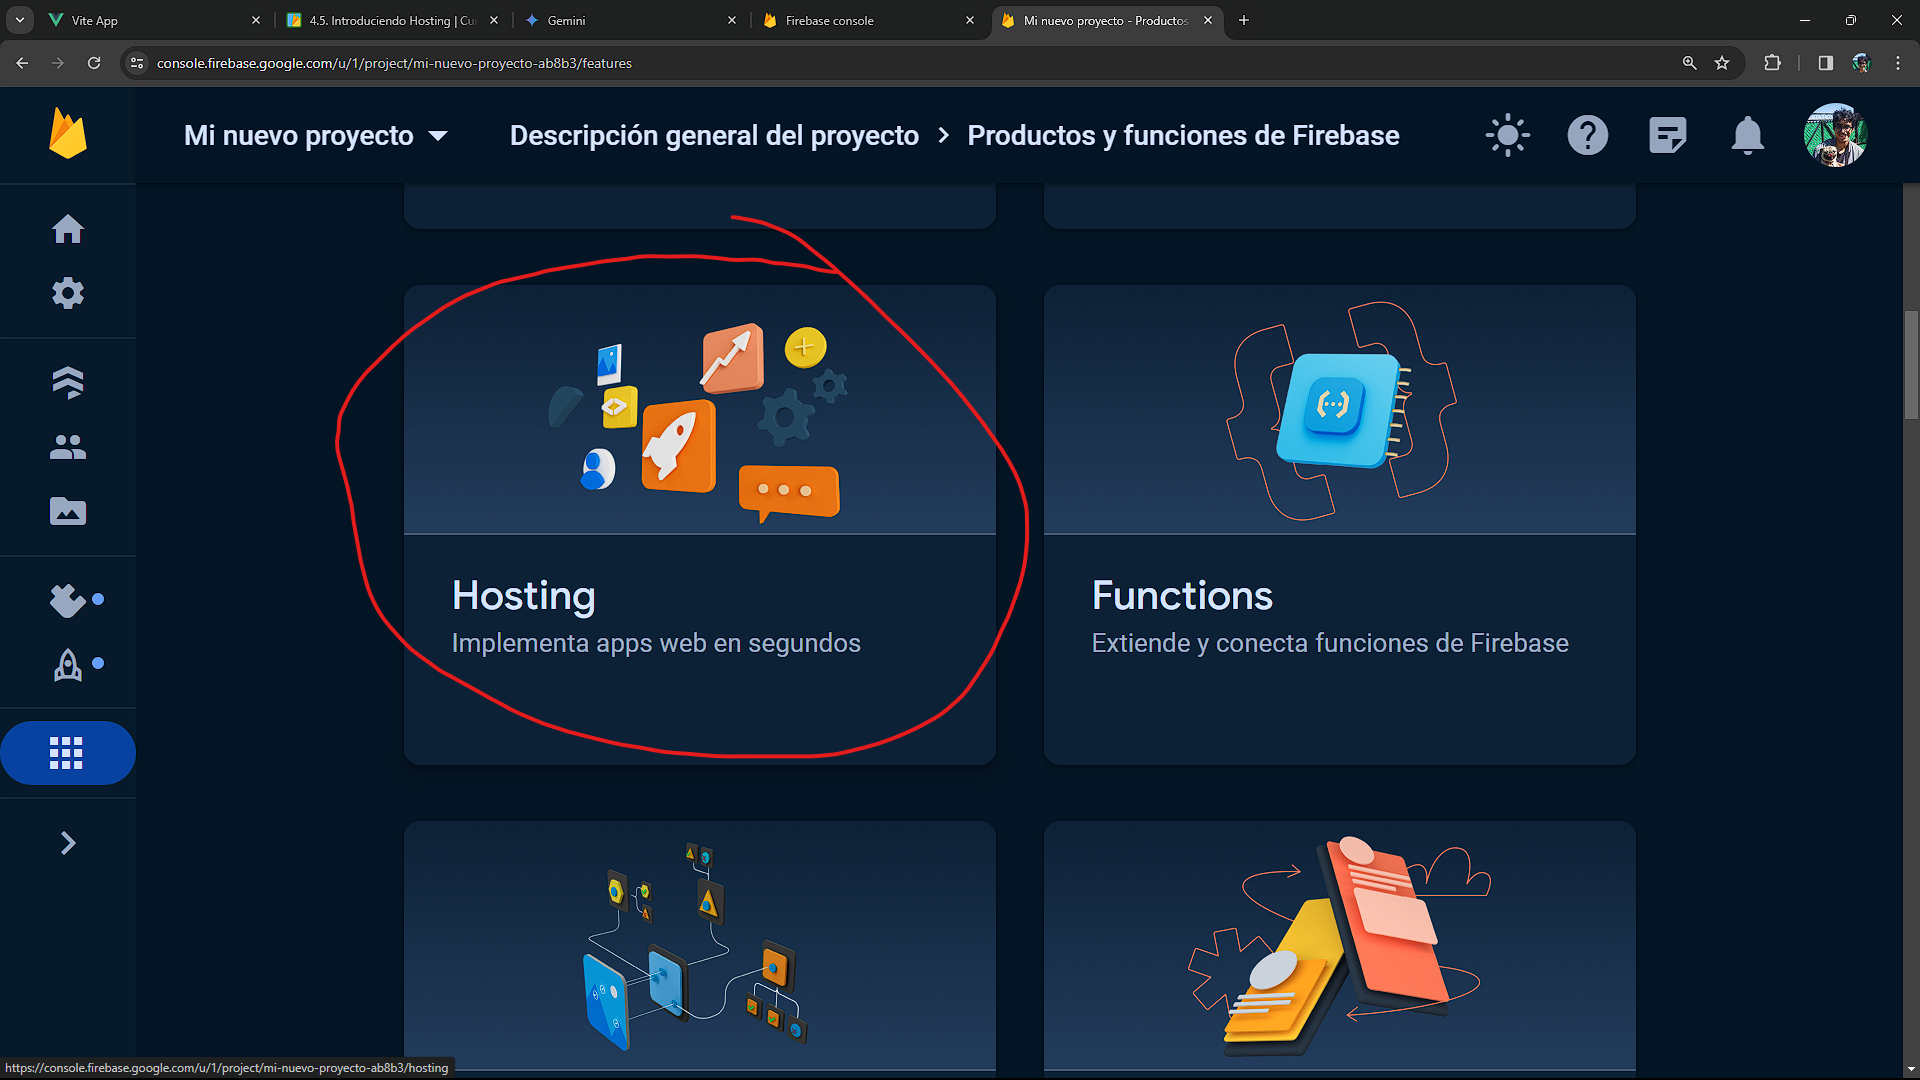 Vite App
4.5. Introduciendo Hosting | Cu
Gemini
Firebase console
Mi nuevo proyecto - Productos
console.firebase.google.com/u/1/project/mi-nuevo-proyecto-ab8b3/features
Mi nuevo proyecto
Descripción general del proyecto > Productos y funciones de Firebase
Hosting
Implementa apps web en segundos
Functions
Extiende y conecta funciones de Firebase
https://console.firebase.google.com/u/1/project/mi-nuevo-proyecto-ab8b3/hosting